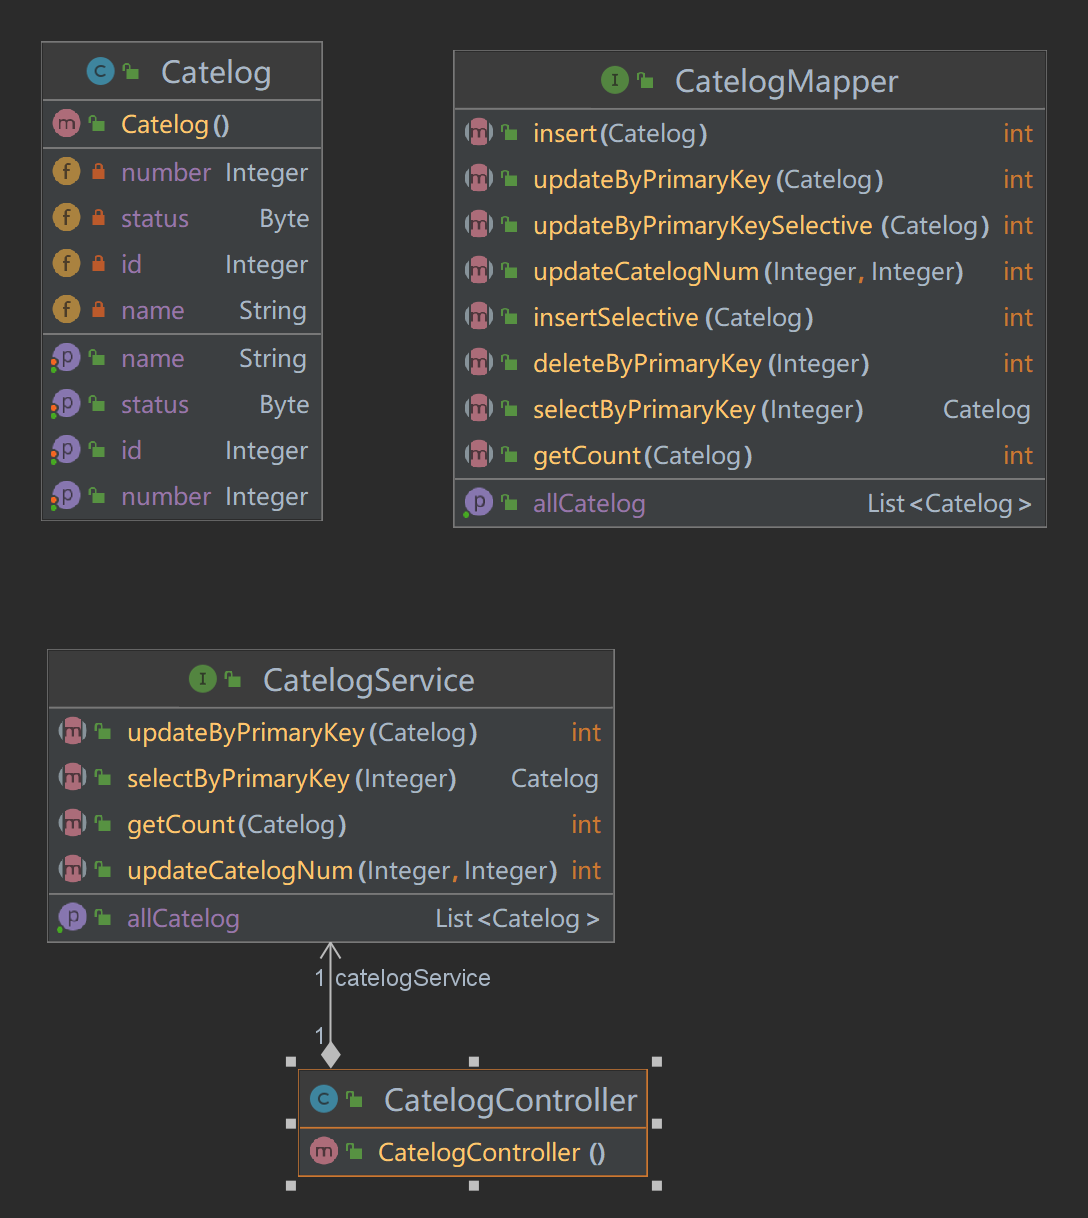 Catelog
Catelog()
number Integer
status Byte
id Integer
name String
name String
status Byte
id Integer
number Integer
CatelogMapper
insert(Catelog) int
updateByPrimaryKey(Catelog) int
updateByPrimaryKeySelective(Catelog) int
updateCatelogNum(Integer, Integer) int
insertSelective(Catelog) int
deleteByPrimaryKey(Integer) int
selectByPrimaryKey(Integer) Catelog
getCount(Catelog) int
allCatelog List<Catelog>
CatelogService
updateByPrimaryKey(Catelog) int
selectByPrimaryKey(Integer) Catelog
getCount(Catelog) int
updateCatelogNum(Integer, Integer) int
allCatelog List<Catelog>
1 catelogService
1
CatelogController
CatelogController()